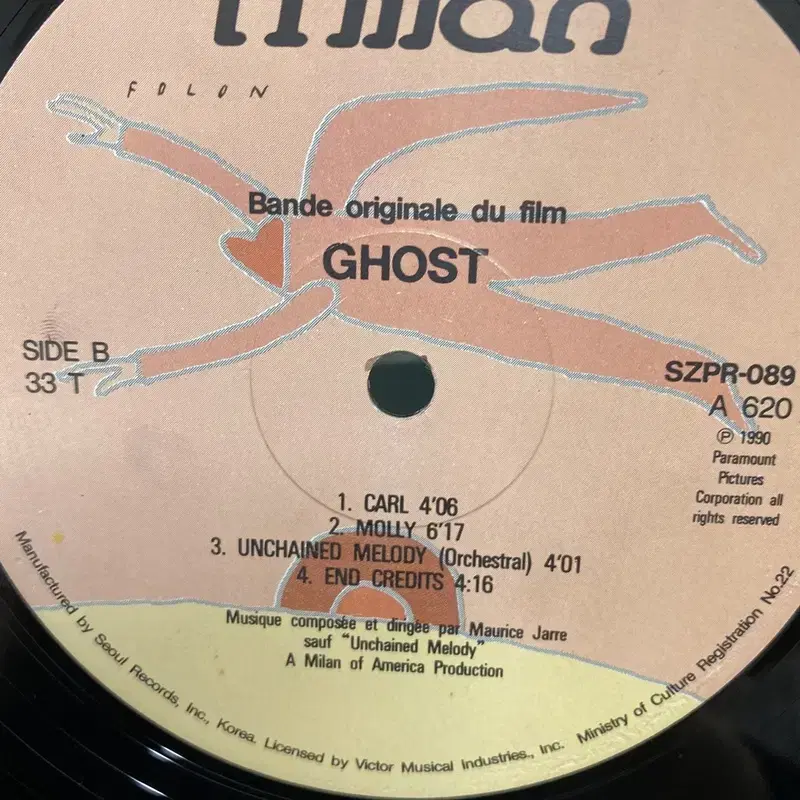 milan
FOLON
Bande originale du film
GHOST
SIDE B
33 T
SZPR-089
A 620
℗ 1990
Paramount
Pictures
Corporation all
rights reserved
1. CARL 4'06
2. MOLLY 6'17
3. UNCHAINED MELODY (Orchestral) 4'01
4. END CREDITS 4:16
Musique composée et dirigée par Maurice Jarre
sauf "Unchained Melody"
A Milan of America Production
Manufactured by Seoul Records, Inc., Korea. Licensed by Victor Musical Industries., Inc. Ministry of Culture Registration No.22